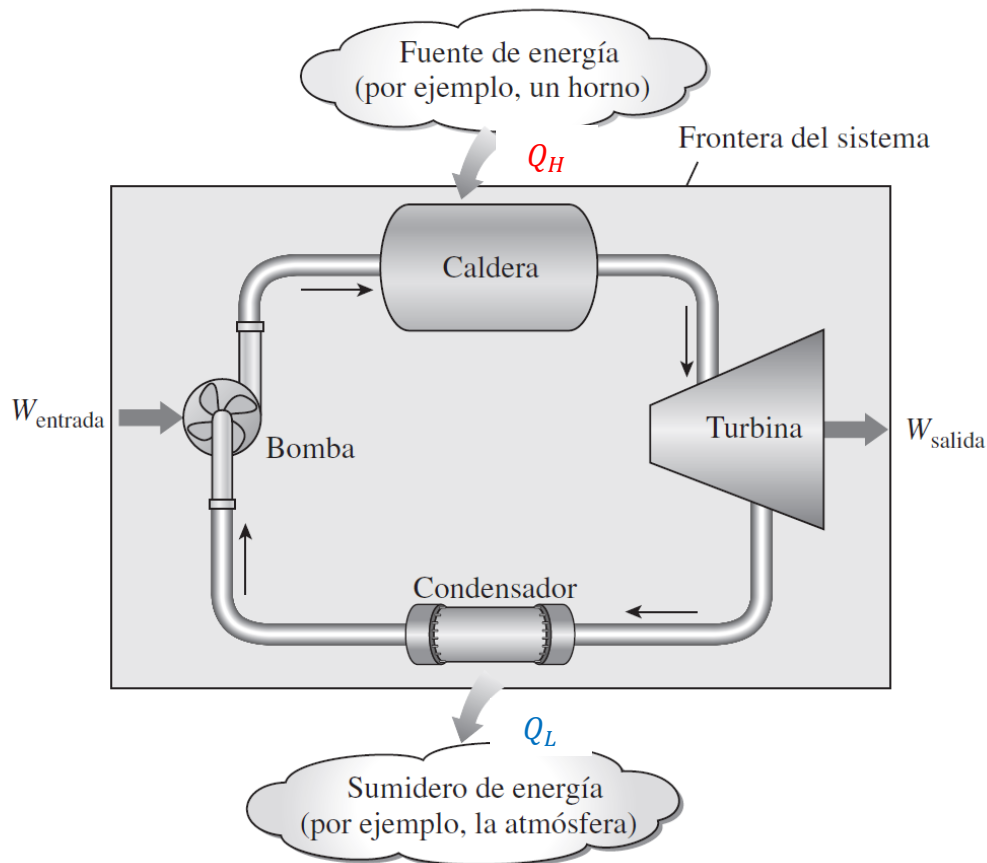 Fuente de energía
(por ejemplo, un horno)
Q_H
Frontera del sistema
Caldera
W_entrada
Bomba
Turbina
W_salida
Condensador
Q_L
Sumidero de energía
(por ejemplo, la atmósfera)